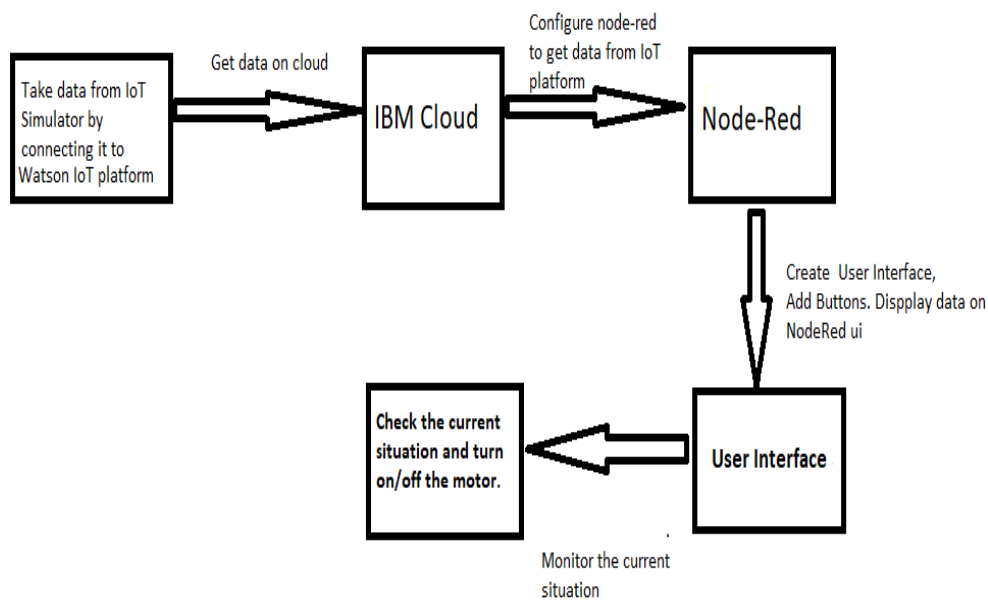 Take data from IoT
Simulator by
connecting it to
Watson IoT platform
Get data on cloud
IBM Cloud
Configure node-red
to get data from IoT
platform
Node-Red
Create  User Interface,
Add Buttons. Dispplay data on
NodeRed ui
User Interface
Monitor the current
situation
Check the current
situation and turn
on/off the motor.